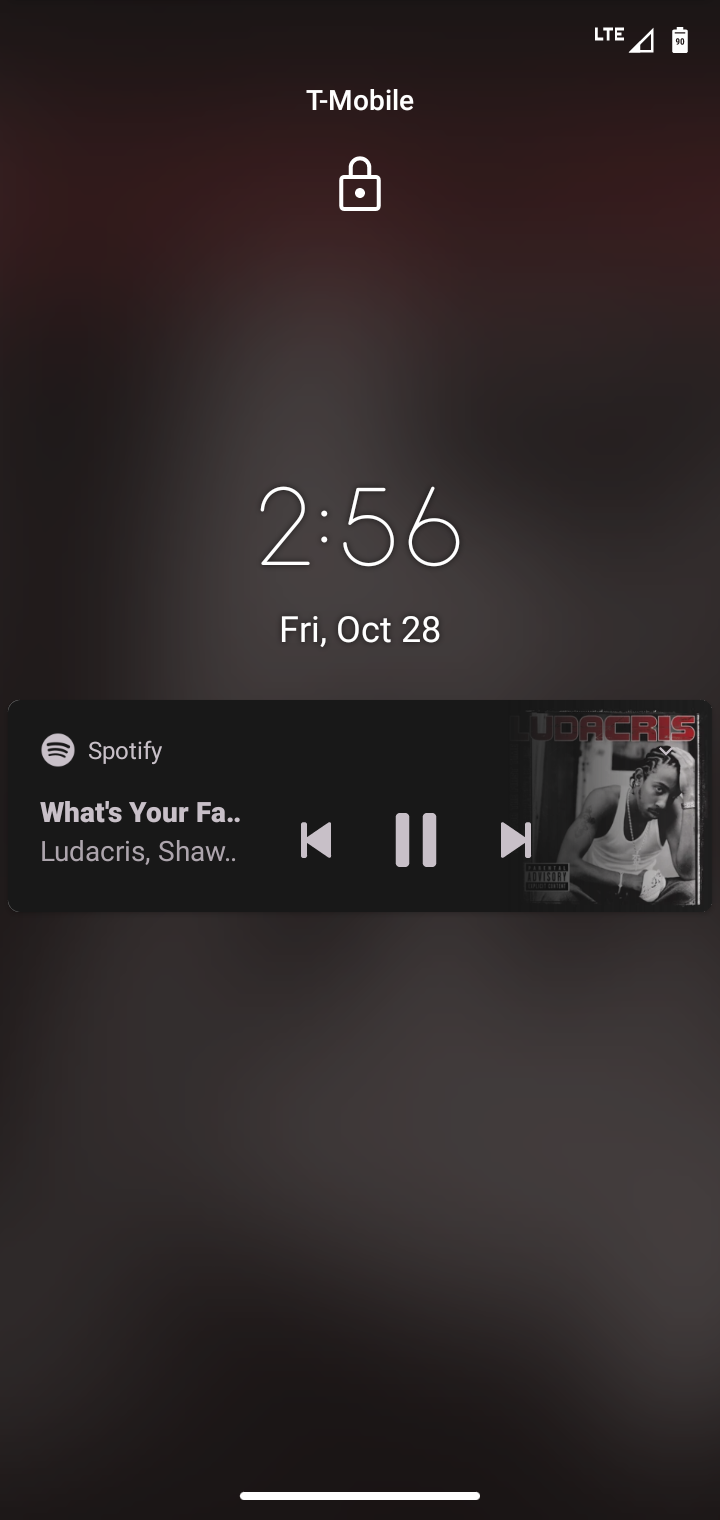 LTE
90
T-Mobile
2:56
Fri, Oct 28
Spotify
LUDACRIS
What's Your Fa..
Ludacris, Shaw..
PARENTAL
ADVISORY
EXPLICIT CONTENT